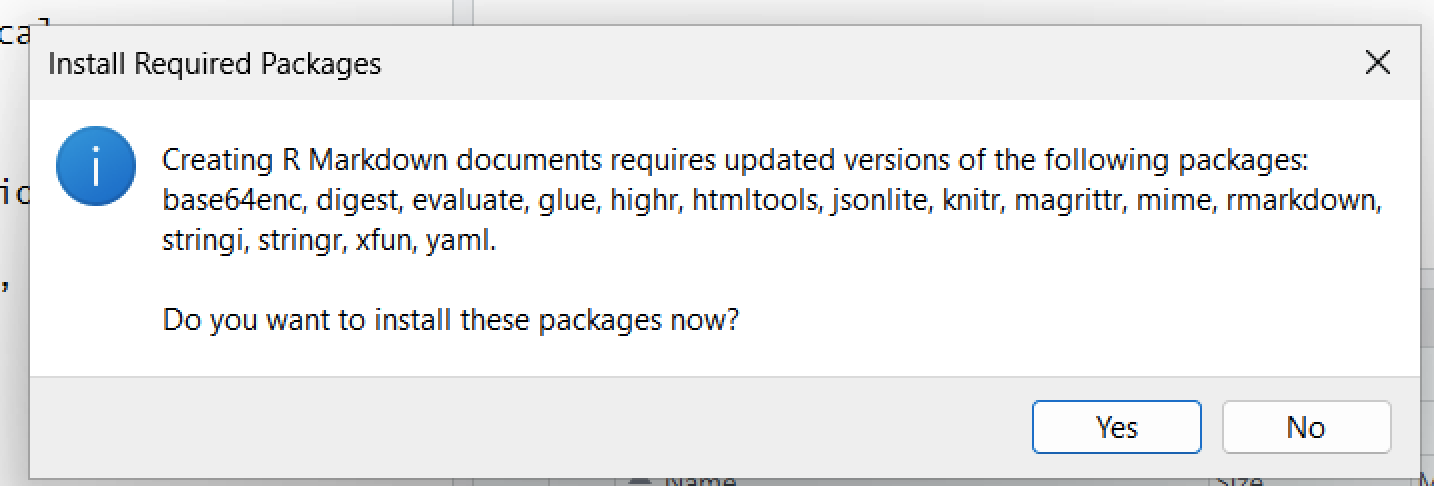 Install Required Packages
Creating R Markdown documents requires updated versions of the following packages:
base64enc, digest, evaluate, glue, highr, htmltools, jsonlite, knitr, magrittr, mime, rmarkdown,
stringi, stringr, xfun, yaml.
Do you want to install these packages now?
Yes No
Name Size